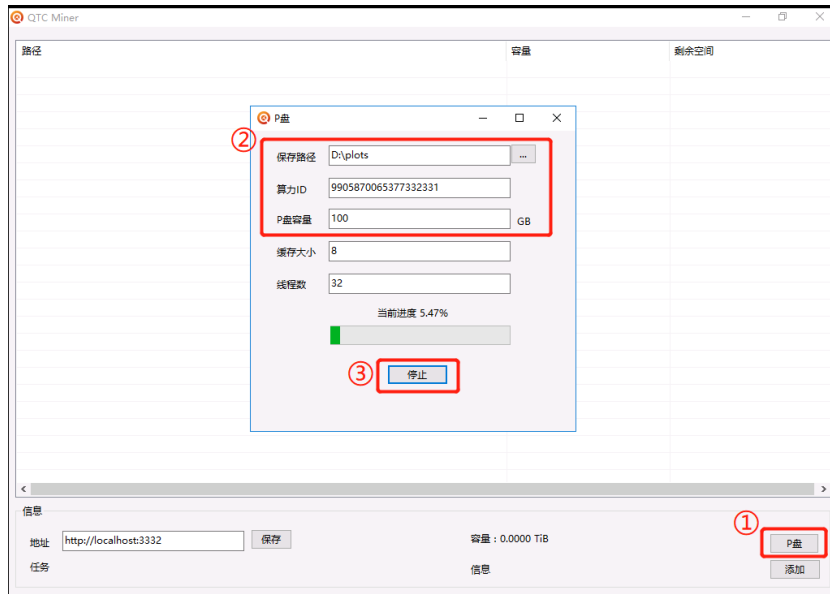 QTC Miner
路径 容量 剩余空间
P盘
②
保存路径 D:\plots ...
算力ID 9905870065377332331
P盘容量 100 GB
缓存大小 8
线程数 32
当前进度 5.47%
③ 停止
信息
①
地址 http://localhost:3332 保存 容量：0.0000 TiB P盘
任务 信息 添加